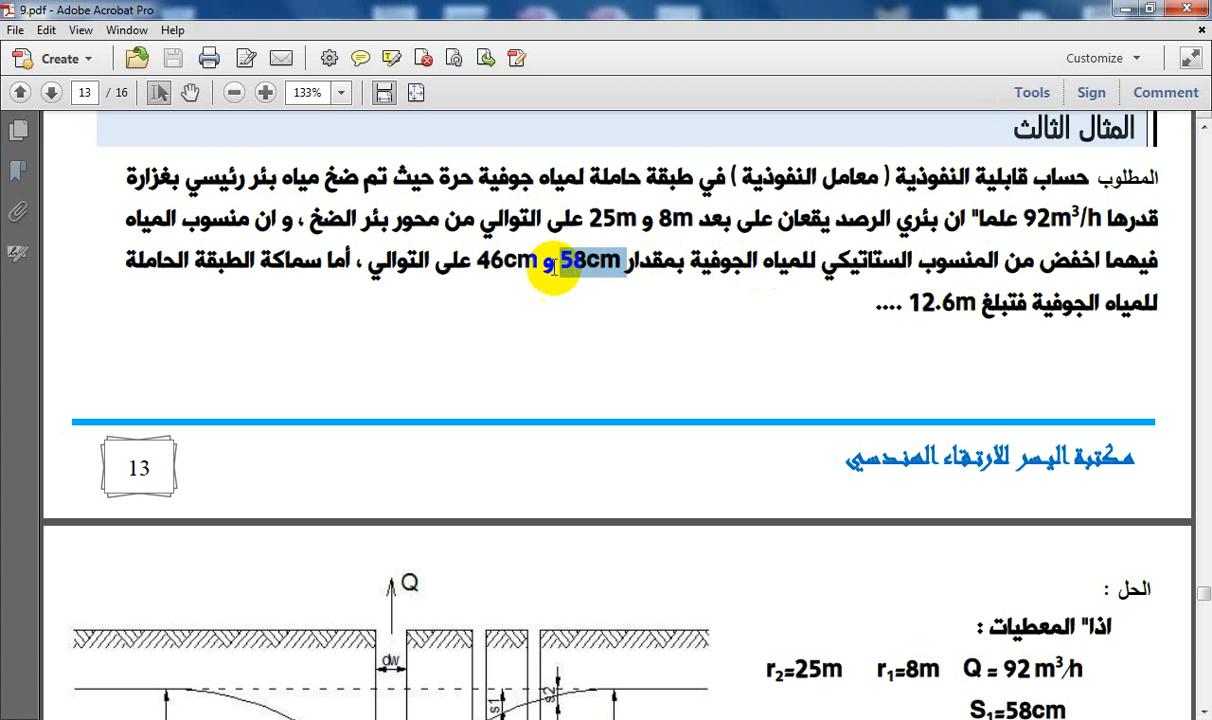 9.pdf - Adobe Acrobat Pro
File Edit View Window Help
Create Customize
13 / 16 133% Tools Sign Comment
المثال الثالث
المطلوب حساب قابلية النفوذية ( معامل النفوذية ) في طبقة حاملة لمياه جوفية حرة حيث تم ضخ مياه بئر رئيسي بغزارة
قدرها 92m³/h علما" ان بئري الرصد يقعان على بعد 8m و 25m على التوالي من محور بئر الضخ ، و ان منسوب المياه
فيهما اخفض من المنسوب الستاتيكي للمياه الجوفية بمقدار 58cm و 46cm على التوالي ، أما سماكة الطبقة الحاملة
للمياه الجوفية فتبلغ 12.6m ....
مكتبة اليسر للارتقاء الهندسي
13
الحل :
اذا" المعطيات :
Q = 92 m³/h r₁=8m r₂=25m
S₁=58cm
Q
dw
s1
s2